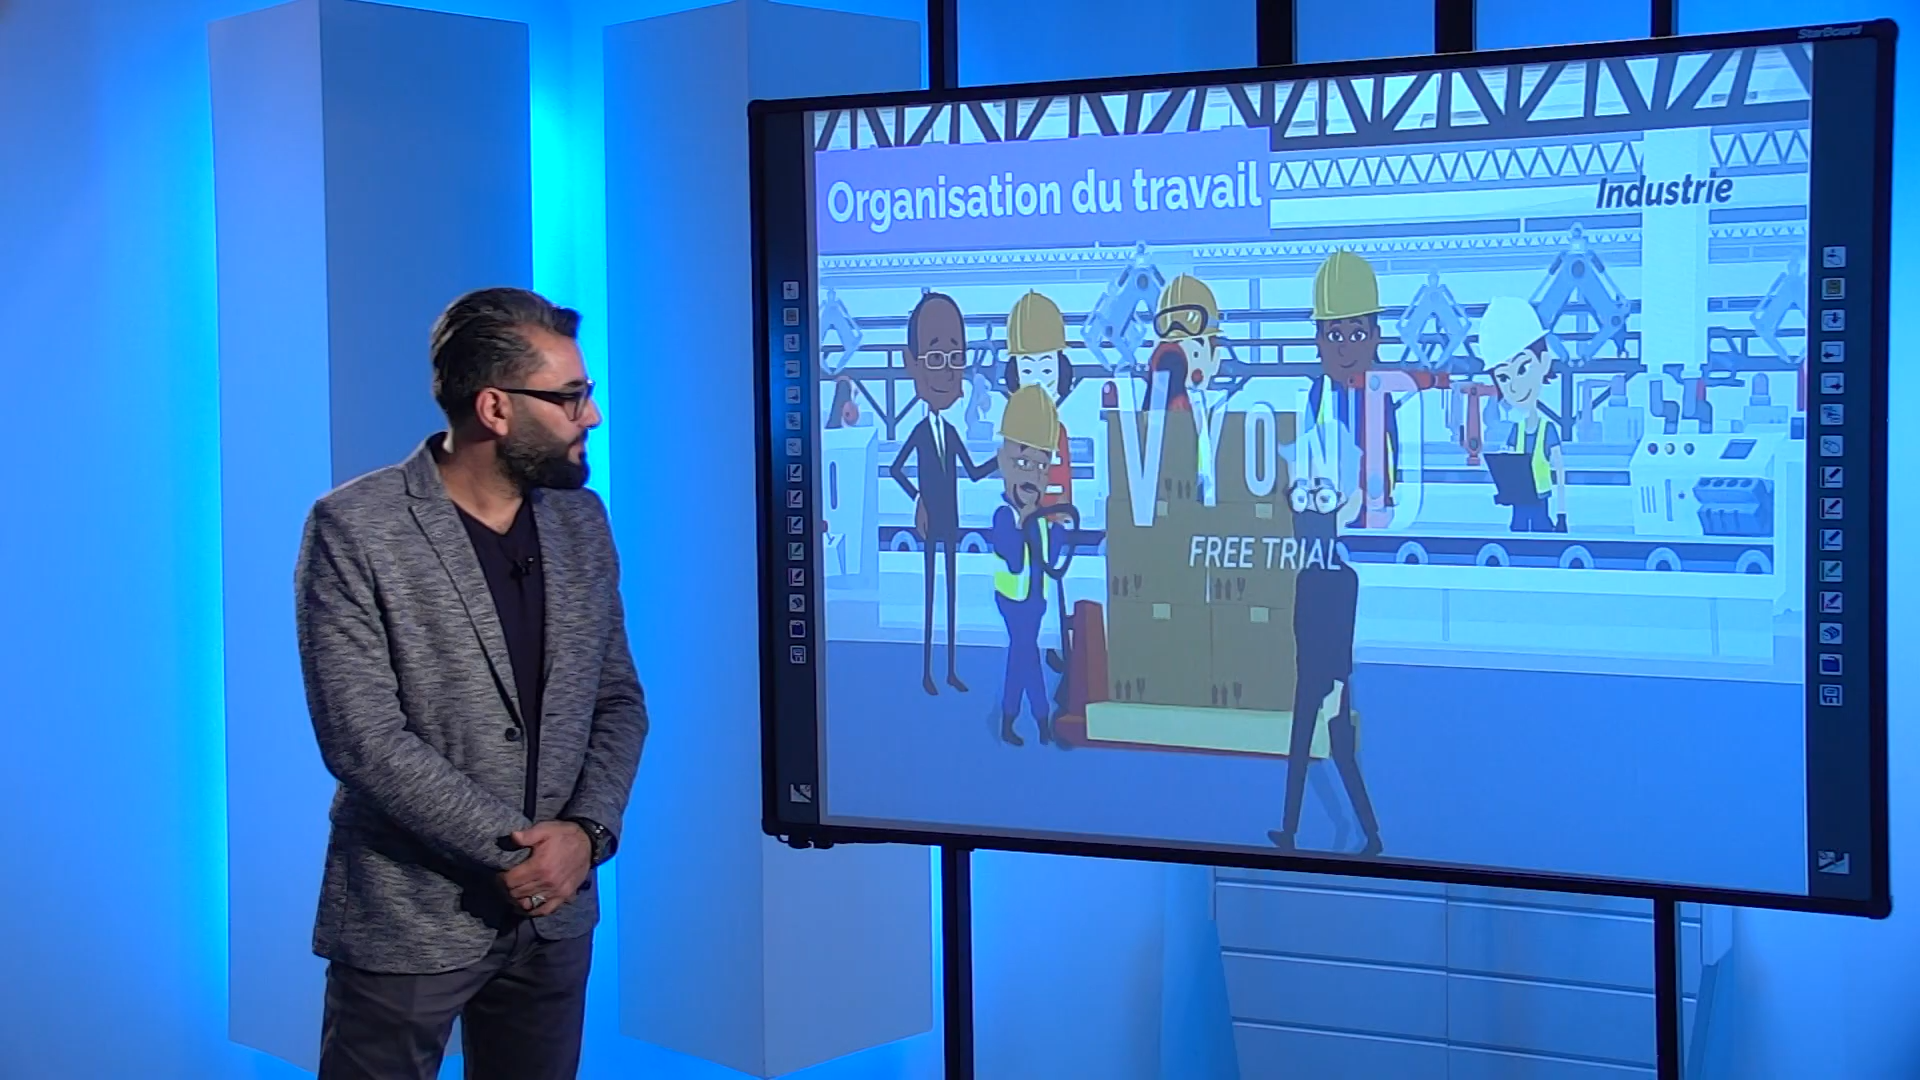 StarBoard
Organisation du travail
Industrie
VYOND
FREE TRIAL